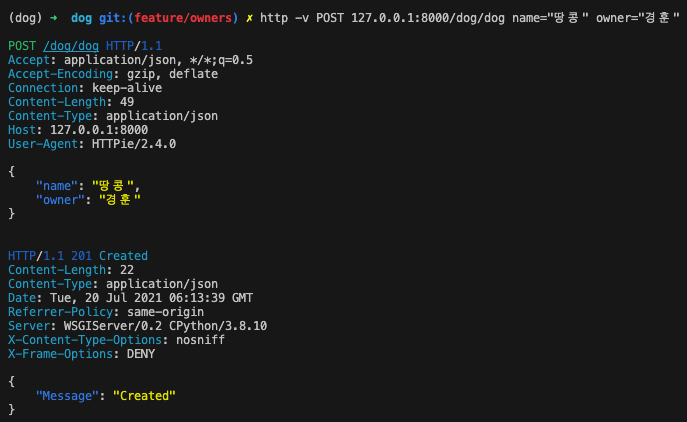 (dog) ➜  dog git:(feature/owners) ✗ http -v POST 127.0.0.1:8000/dog/dog name="땅콩" owner="경훈"
POST /dog/dog HTTP/1.1
Accept: application/json, */*;q=0.5
Accept-Encoding: gzip, deflate
Connection: keep-alive
Content-Length: 49
Content-Type: application/json
Host: 127.0.0.1:8000
User-Agent: HTTPie/2.4.0
{
    "name": "땅콩",
    "owner": "경훈"
}
HTTP/1.1 201 Created
Content-Length: 22
Content-Type: application/json
Date: Tue, 20 Jul 2021 06:13:39 GMT
Referrer-Policy: same-origin
Server: WSGIServer/0.2 CPython/3.8.10
X-Content-Type-Options: nosniff
X-Frame-Options: DENY
{
    "Message": "Created"
}